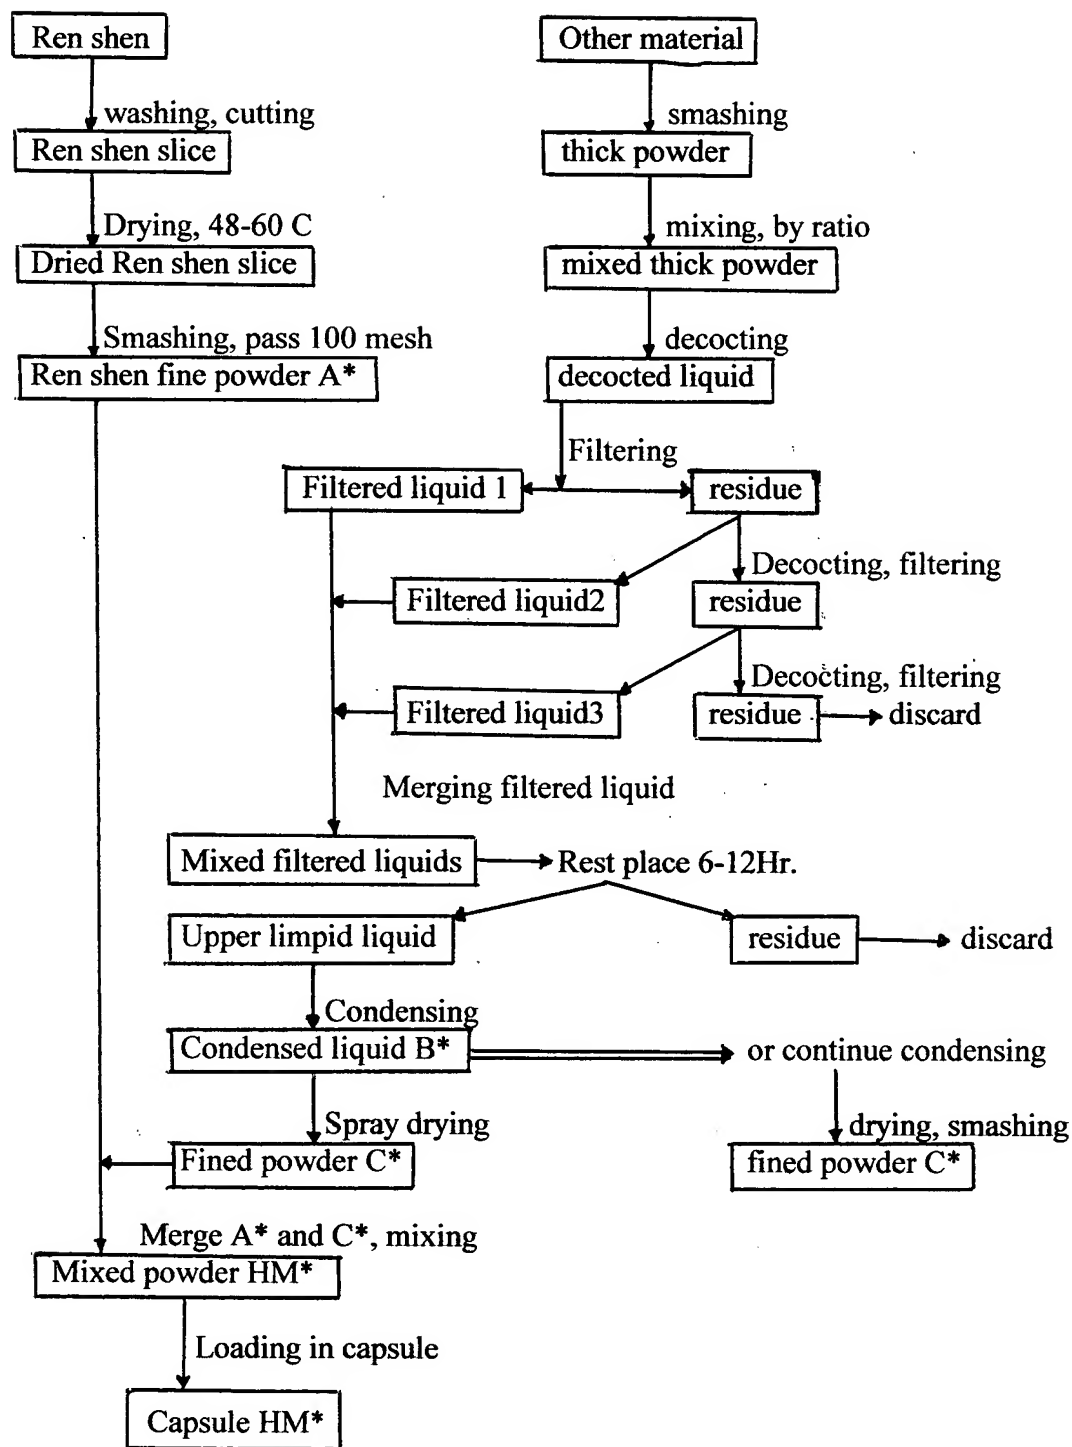 Ren shen
Other material
washing, cutting
smashing
Ren shen slice
thick powder
Drying, 48-60 C
mixing, by ratio
Dried Ren shen slice
mixed thick powder
Smashing, pass 100 mesh
decocting
Ren shen fine powder A*
decocted liquid
Filtering
Filtered liquid 1
residue
Decocting, filtering
Filtered liquid2
residue
Decocting, filtering
Filtered liquid3
residue
discard
Merging filtered liquid
Mixed filtered liquids
Rest place 6-12Hr.
Upper limpid liquid
residue
discard
Condensing
Condensed liquid B*
or continue condensing
Spray drying
drying, smashing
Fined powder C*
fined powder C*
Merge A* and C*, mixing
Mixed powder HM*
Loading in capsule
Capsule HM*